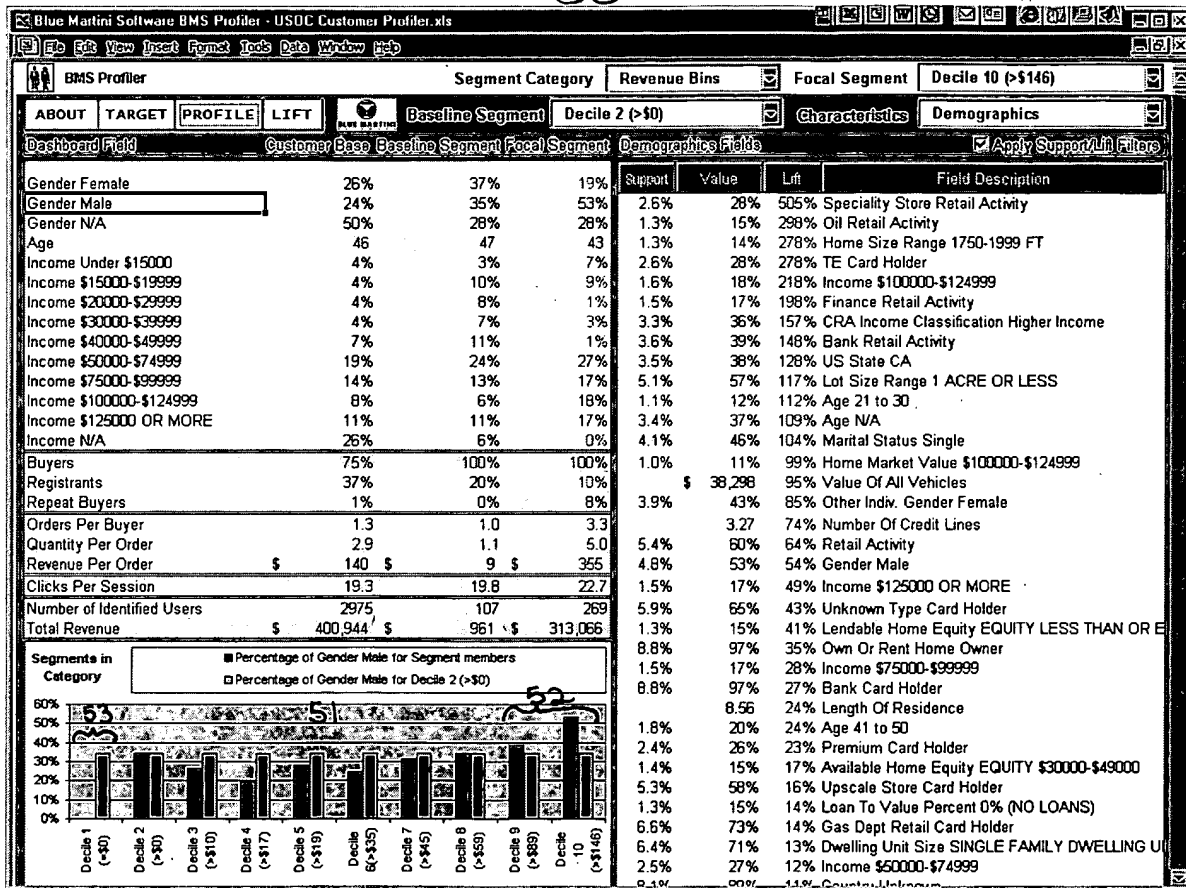 Blue Martini Software BMS Profiler - USOC Customer Profiler.xls
File Edit View Insert Format Tools Data Window Help
BMS Profiler Segment Category Revenue Bins Focal Segment Decile 10 (>$146)
ABOUT TARGET PROFILE LIFT BLUE MARTINI Baseline Segment Decile 2 (>$0) Characteristics Demographics
Dashboard Field Customer Base Baseline Segment Focal Segment
Gender Female 26% 37% 19%
Gender Male 24% 35% 53%
Gender N/A 50% 28% 28%
Age 46 47 43
Income Under $15000 4% 3% 7%
Income $15000-$19999 4% 10% 9%
Income $20000-$29999 4% 8% 1%
Income $30000-$39999 4% 7% 3%
Income $40000-$49999 7% 11% 1%
Income $50000-$74999 19% 24% 27%
Income $75000-$99999 14% 13% 17%
Income $100000-$124999 8% 6% 18%
Income $125000 OR MORE 11% 11% 17%
Income N/A 26% 6% 0%
Buyers 75% 100% 100%
Registrants 37% 20% 10%
Repeat Buyers 1% 0% 8%
Orders Per Buyer 1.3 1.0 3.3
Quantity Per Order 2.9 1.1 5.0
Revenue Per Order $ 140 $ 9 $ 355
Clicks Per Session 19.3 19.8 22.7
Number of Identified Users 2975 107 269
Total Revenue $ 400,944 $ 961 $ 313,066
Segments in Category
Percentage of Gender Male for Segment members
Percentage of Gender Male for Decile 2 (>$0)
60%
50%
40%
30%
20%
10%
0%
53 51 52
Decile 1 (=$0)
Decile 2 (>$0)
Decile 3 (>$10)
Decile 4 (>$17)
Decile 5 (>$19)
Decile 6(>$35)
Decile 7 (>$45)
Decile 8 (>$59)
Decile 9 (>$89)
Decile 10 (>$146)
Demographics Fields Apply Support/Lift Filters
Support Value Lift Field Description
2.6% 28% 505% Speciality Store Retail Activity
1.3% 15% 298% Oil Retail Activity
1.3% 14% 278% Home Size Range 1750-1999 FT
2.6% 28% 278% TE Card Holder
1.6% 18% 218% Income $100000-$124999
1.5% 17% 198% Finance Retail Activity
3.3% 36% 157% CRA Income Classification Higher Income
3.6% 39% 148% Bank Retail Activity
3.5% 38% 128% US State CA
5.1% 57% 117% Lot Size Range 1 ACRE OR LESS
1.1% 12% 112% Age 21 to 30
3.4% 37% 109% Age N/A
4.1% 46% 104% Marital Status Single
1.0% 11% 99% Home Market Value $100000-$124999
$ 38,298 95% Value Of All Vehicles
3.9% 43% 85% Other Indiv. Gender Female
3.27 74% Number Of Credit Lines
5.4% 60% 64% Retail Activity
4.8% 53% 54% Gender Male
1.5% 17% 49% Income $125000 OR MORE
5.9% 65% 43% Unknown Type Card Holder
1.3% 15% 41% Lendable Home Equity EQUITY LESS THAN OR E
8.8% 97% 35% Own Or Rent Home Owner
1.5% 17% 28% Income $75000-$99999
8.8% 97% 27% Bank Card Holder
8.56 24% Length Of Residence
1.8% 20% 24% Age 41 to 50
2.4% 26% 23% Premium Card Holder
1.4% 15% 17% Available Home Equity EQUITY $30000-$49000
5.3% 58% 16% Upscale Store Card Holder
1.3% 15% 14% Loan To Value Percent 0% (NO LOANS)
6.6% 73% 14% Gas Dept Retail Card Holder
6.4% 71% 13% Dwelling Unit Size SINGLE FAMILY DWELLING U
2.5% 27% 12% Income $50000-$74999